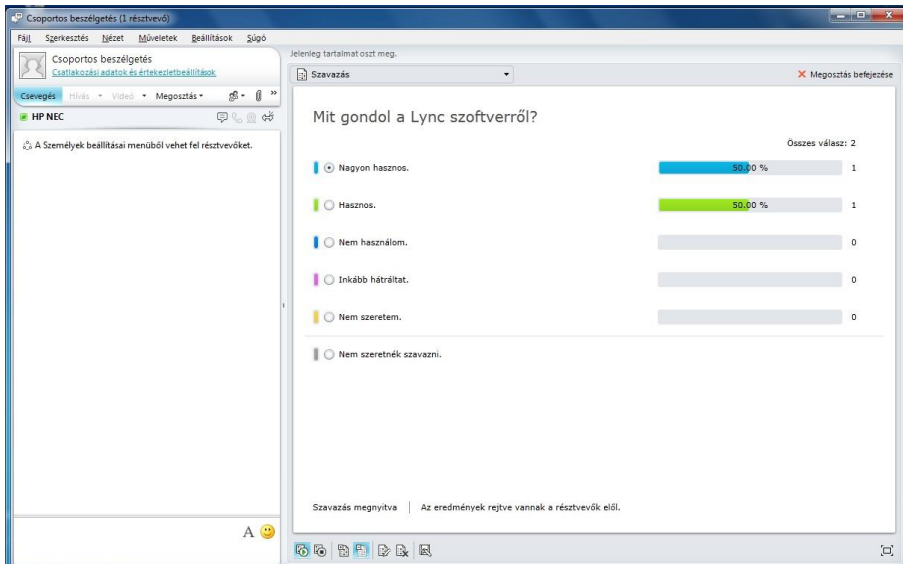 Csoportos beszélgetés (1 résztvevő)
Fájl Szerkesztés Nézet Műveletek Beállítások Súgó
Csoportos beszélgetés
Csatlakozási adatok és értekezletbeállítások
Csevegés Hívás Videó Megosztás
HP NEC
A Személyek beállításai menüből vehet fel résztvevőket.
A
Jelenleg tartalmat oszt meg.
Szavazás Megosztás befejezése
Mit gondol a Lync szoftverről?
Összes válasz: 2
Nagyon hasznos. 50.00 % 1
Hasznos. 50.00 % 1
Nem használom. 0
Inkább hátráltat. 0
Nem szeretem. 0
Nem szeretnék szavazni.
Szavazás megnyitva Az eredmények rejtve vannak a résztvevők elől.